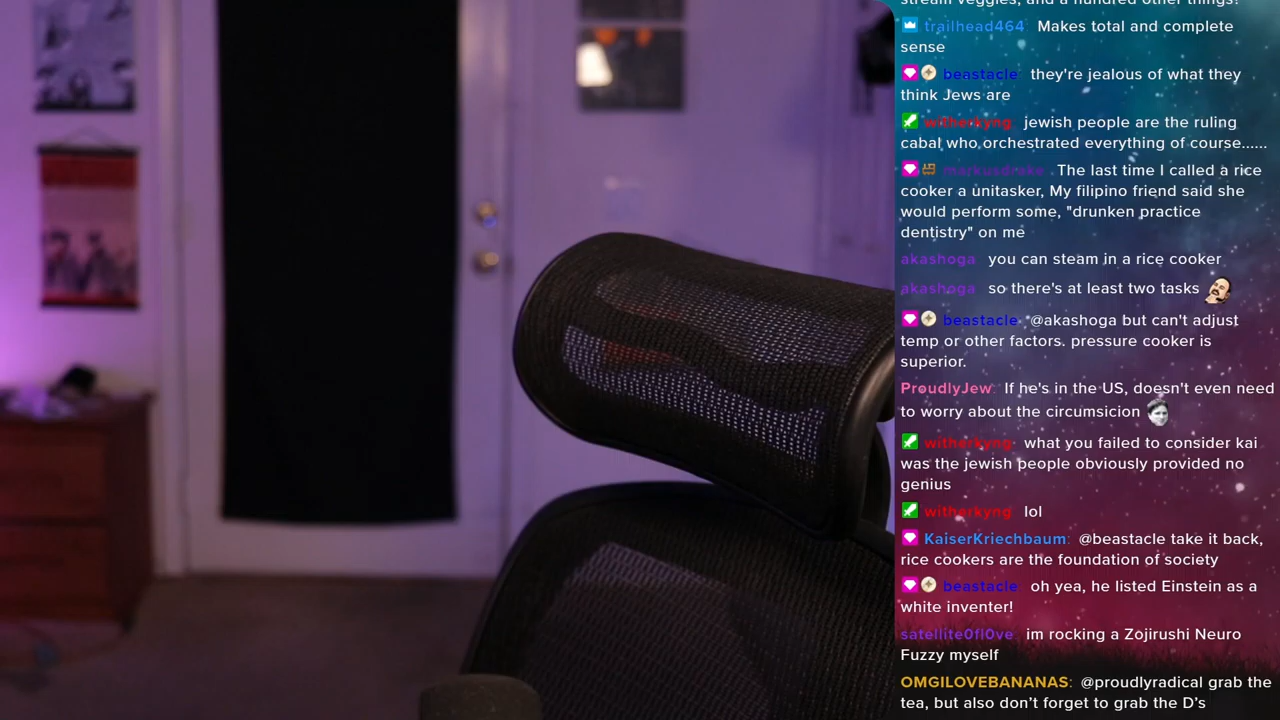 stream veggies, and a hundred other things!
trailhead464: Makes total and complete
sense
beastacle: they're jealous of what they
think Jews are
witherkyng: jewish people are the ruling
cabal who orchestrated everything of course......
markusdrake: The last time I called a rice
cooker a unitasker, My filipino friend said she
would perform some, "drunken practice
dentistry" on me
akashoga: you can steam in a rice cooker
akashoga: so there's at least two tasks
beastacle: @akashoga but can't adjust
temp or other factors. pressure cooker is
superior.
ProudlyJew: If he's in the US, doesn't even need
to worry about the circumsicion
witherkyng: what you failed to consider kai
was the jewish people obviously provided no
genius
witherkyng: lol
KaiserKriechbaum: @beastacle take it back,
rice cookers are the foundation of society
beastacle: oh yea, he listed Einstein as a
white inventer!
satellite0fl0ve: im rocking a Zojirushi Neuro
Fuzzy myself
OMGILOVEBANANAS: @proudlyradical grab the
tea, but also don't forget to grab the D's